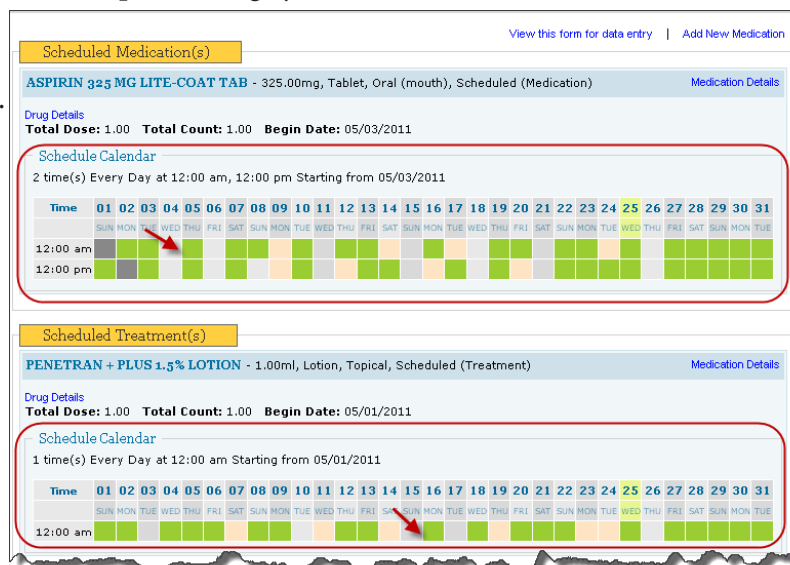 View this form for data entry | Add New Medication
Scheduled Medication(s)
ASPIRIN 325 MG LITE-COAT TAB - 325.00mg, Tablet, Oral (mouth), Scheduled (Medication) Medication Details
Drug Details
Total Dose: 1.00 Total Count: 1.00 Begin Date: 05/03/2011
Schedule Calendar
2 time(s) Every Day at 12:00 am, 12:00 pm Starting from 05/03/2011
Time 01 02 03 04 05 06 07 08 09 10 11 12 13 14 15 16 17 18 19 20 21 22 23 24 25 26 27 28 29 30 31
SUN MON TUE WED THU FRI SAT SUN MON TUE WED THU FRI SAT SUN MON TUE WED THU FRI SAT SUN MON TUE WED THU FRI SAT SUN MON TUE
12:00 am
12:00 pm
Scheduled Treatment(s)
PENETRAN + PLUS 1.5% LOTION - 1.00ml, Lotion, Topical, Scheduled (Treatment) Medication Details
Drug Details
Total Dose: 1.00 Total Count: 1.00 Begin Date: 05/01/2011
Schedule Calendar
1 time(s) Every Day at 12:00 am Starting from 05/01/2011
Time 01 02 03 04 05 06 07 08 09 10 11 12 13 14 15 16 17 18 19 20 21 22 23 24 25 26 27 28 29 30 31
SUN MON TUE WED THU FRI SAT SUN MON TUE WED THU FRI SAT SUN MON TUE WED THU FRI SAT SUN MON TUE WED THU FRI SAT SUN MON TUE
12:00 am